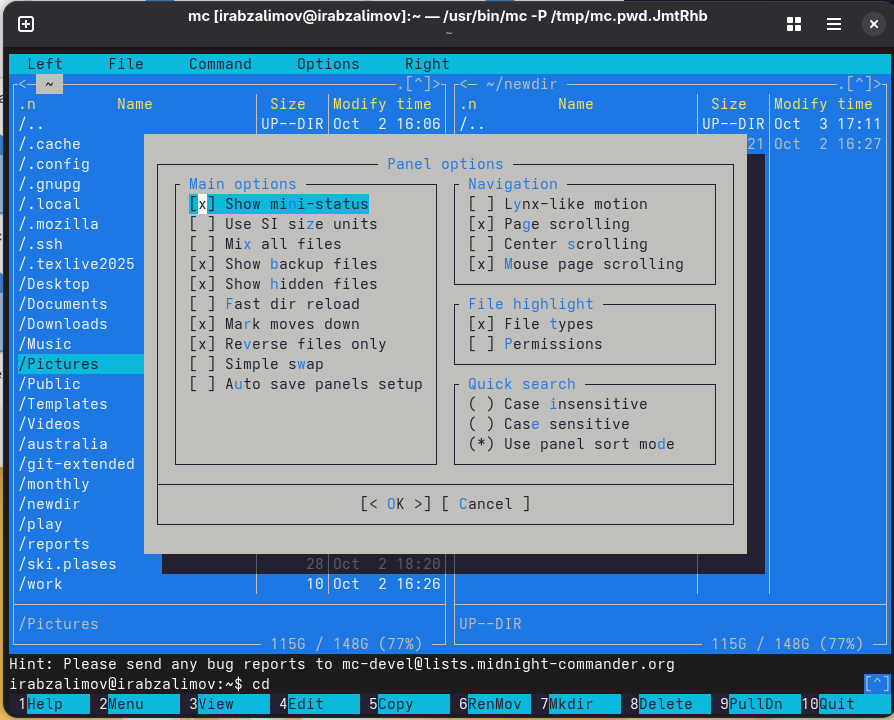 mc [irabzalimov@irabzalimov]:~ — /usr/bin/mc -P /tmp/mc.pwd.JmtRhb
~
Left File Command Options Right
<─ ~ .[^]> <─ ~/newdir .[^]>
.n Name Size Modify time .n Name Size Modify time
/.. UP--DIR Oct 2 16:06 /.. UP--DIR Oct 3 17:11
/.cache 21 Oct 2 16:27
/.config
/.gnupg
/.local
/.mozilla
/.ssh
/.texlive2025
/Desktop
/Documents
/Downloads
/Music
/Pictures
/Public
/Templates
/Videos
/australia
/git-extended
/monthly
/newdir
/play
/reports
/ski.plases 28 Oct 2 18:20
/work 10 Oct 2 16:26
Panel options
Main options
[x] Show mini-status
[ ] Use SI size units
[ ] Mix all files
[x] Show backup files
[x] Show hidden files
[ ] Fast dir reload
[x] Mark moves down
[x] Reverse files only
[ ] Simple swap
[ ] Auto save panels setup
Navigation
[ ] Lynx-like motion
[x] Page scrolling
[ ] Center scrolling
[x] Mouse page scrolling
File highlight
[x] File types
[ ] Permissions
Quick search
( ) Case insensitive
( ) Case sensitive
(*) Use panel sort mode
[< OK >] [ Cancel ]
/Pictures UP--DIR
115G / 148G (77%) 115G / 148G (77%)
Hint: Please send any bug reports to mc-devel@lists.midnight-commander.org
irabzalimov@irabzalimov:~$ cd [^]
1Help 2Menu 3View 4Edit 5Copy 6RenMov 7Mkdir 8Delete 9PullDn 10Quit